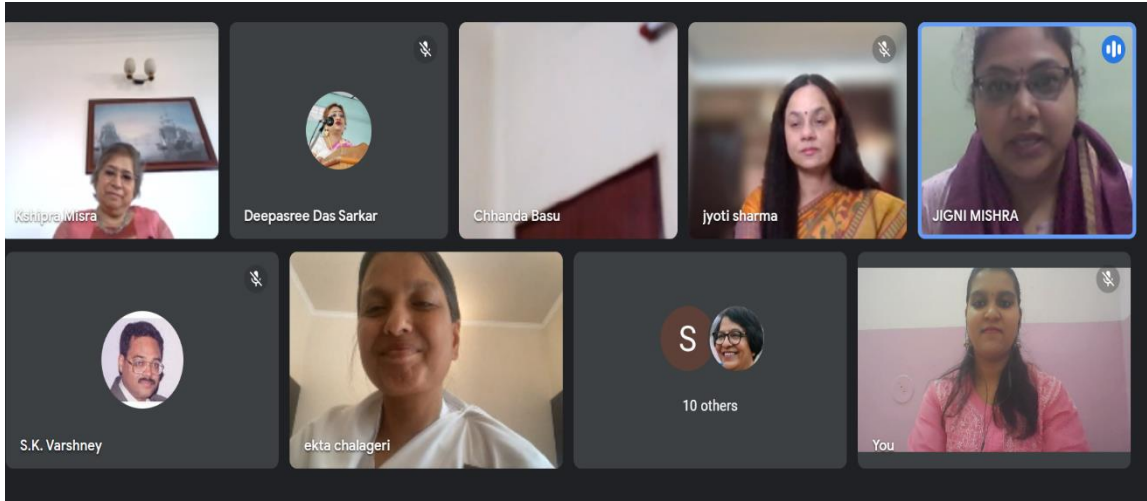 Kshipra Misra
Deepasree Das Sarkar
Chhanda Basu
jyoti sharma
JIGNI MISHRA
S.K. Varshney
ekta chalageri
S
10 others
You